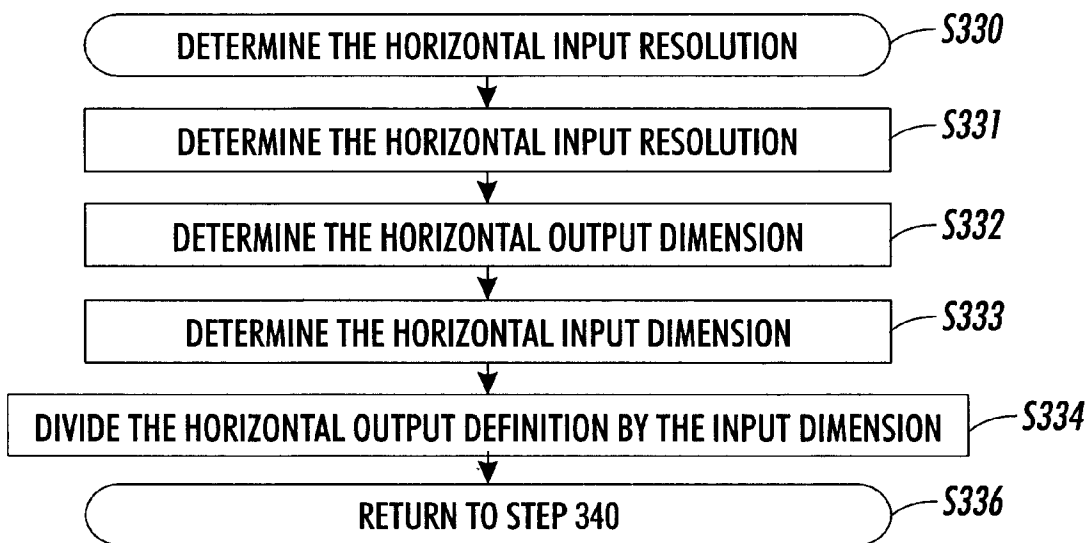 DETERMINE THE HORIZONTAL INPUT RESOLUTION S330
DETERMINE THE HORIZONTAL INPUT RESOLUTION S331
DETERMINE THE HORIZONTAL OUTPUT DIMENSION S332
DETERMINE THE HORIZONTAL INPUT DIMENSION S333
DIVIDE THE HORIZONTAL OUTPUT DEFINITION BY THE INPUT DIMENSION S334
RETURN TO STEP 340 S336